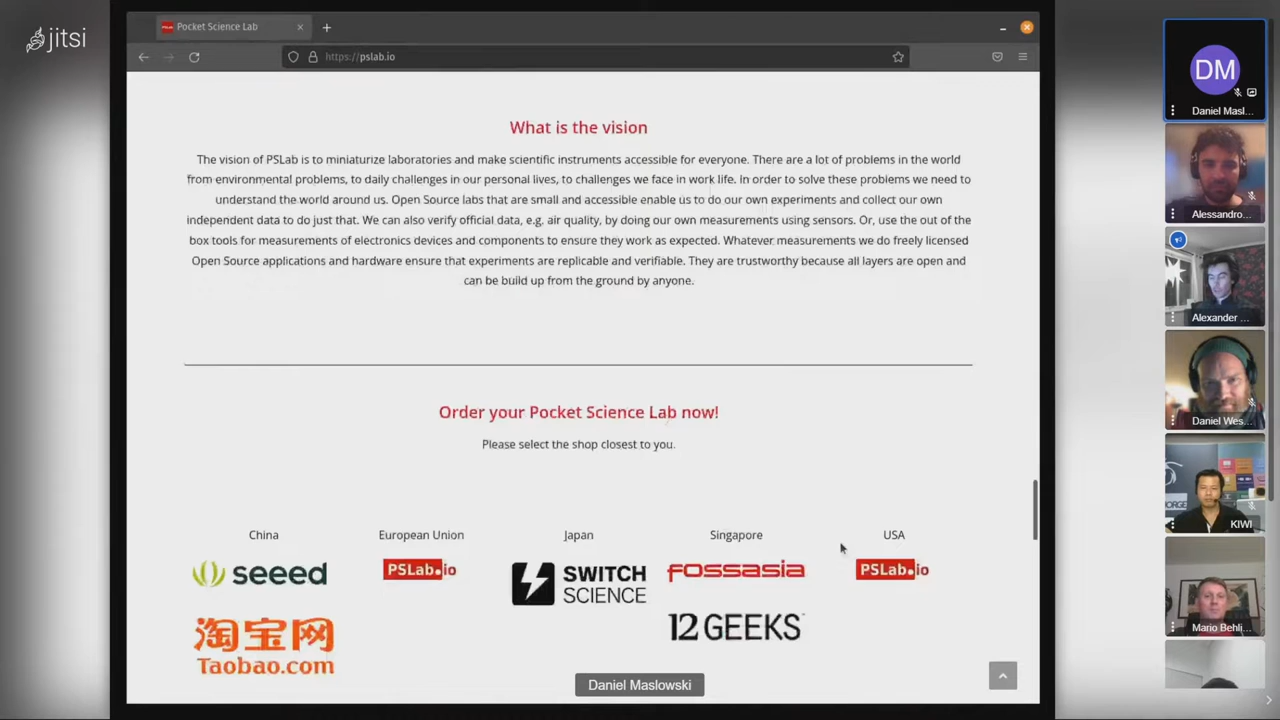 jitsi
Pocket Science Lab
https://pslab.io
What is the vision
The vision of PSLab is to miniaturize laboratories and make scientific instruments accessible for everyone. There are a lot of problems in the world
from environmental problems, to daily challenges in our personal lives, to challenges we face in work life. In order to solve these problems we need to
understand the world around us. Open Source labs that are small and accessible enable us to do our own experiments and collect our own
independent data to do just that. We can also verify official data, e.g. air quality, by doing our own measurements using sensors. Or, use the out of the
box tools for measurements of electronics devices and components to ensure they work as expected. Whatever measurements we do freely licensed
Open Source applications and hardware ensure that experiments are replicable and verifiable. They are trustworthy because all layers are open and
can be build up from the ground by anyone.
Order your Pocket Science Lab now!
Please select the shop closest to you.
China
European Union
Japan
Singapore
USA
seeed
PSLab.io
SWITCH
SCIENCE
FOSSASIA
PSLab.io
淘宝网
Taobao.com
12GEEKS
Daniel Maslowski
DM
Daniel Masl...
Alessandro...
Alexander ...
Daniel Wes...
KIWI
Mario Behli...